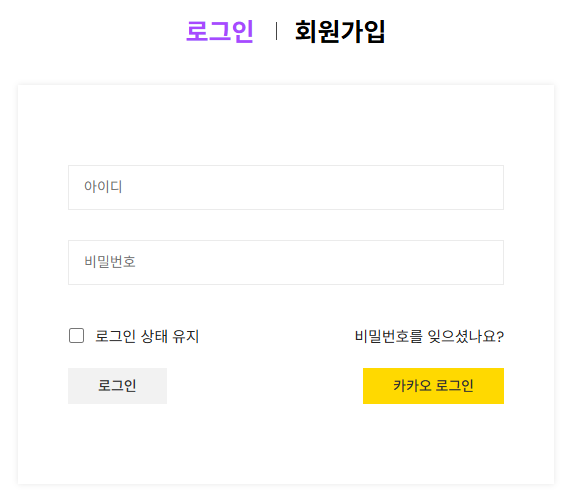 로그인 | 회원가입
아이디
비밀번호
로그인 상태 유지 비밀번호를 잊으셨나요?
로그인 카카오 로그인